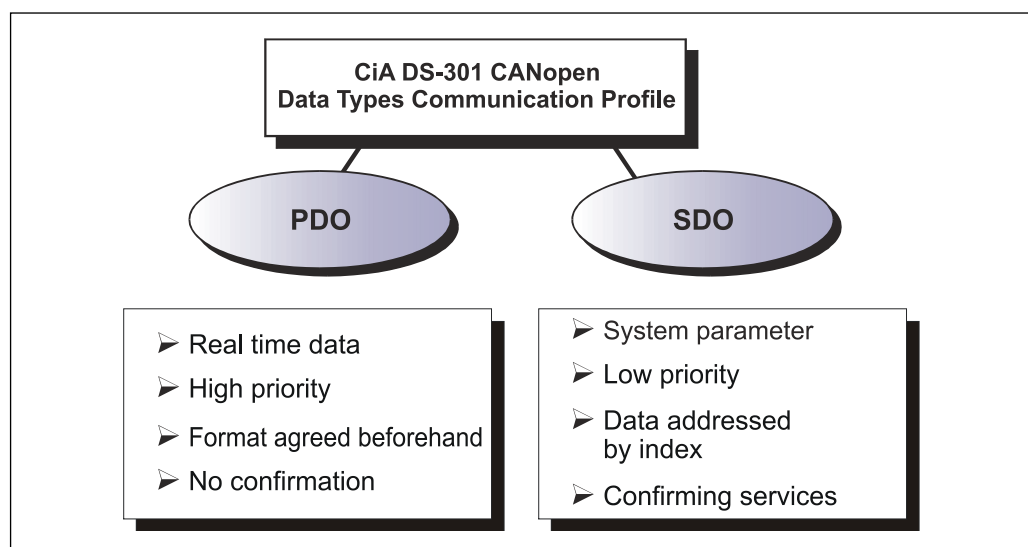 CiA DS-301 CANopen
Data Types Communication Profile
PDO
SDO
Real time data
High priority
Format agreed beforehand
No confirmation
System parameter
Low priority
Data addressed
by index
Confirming services